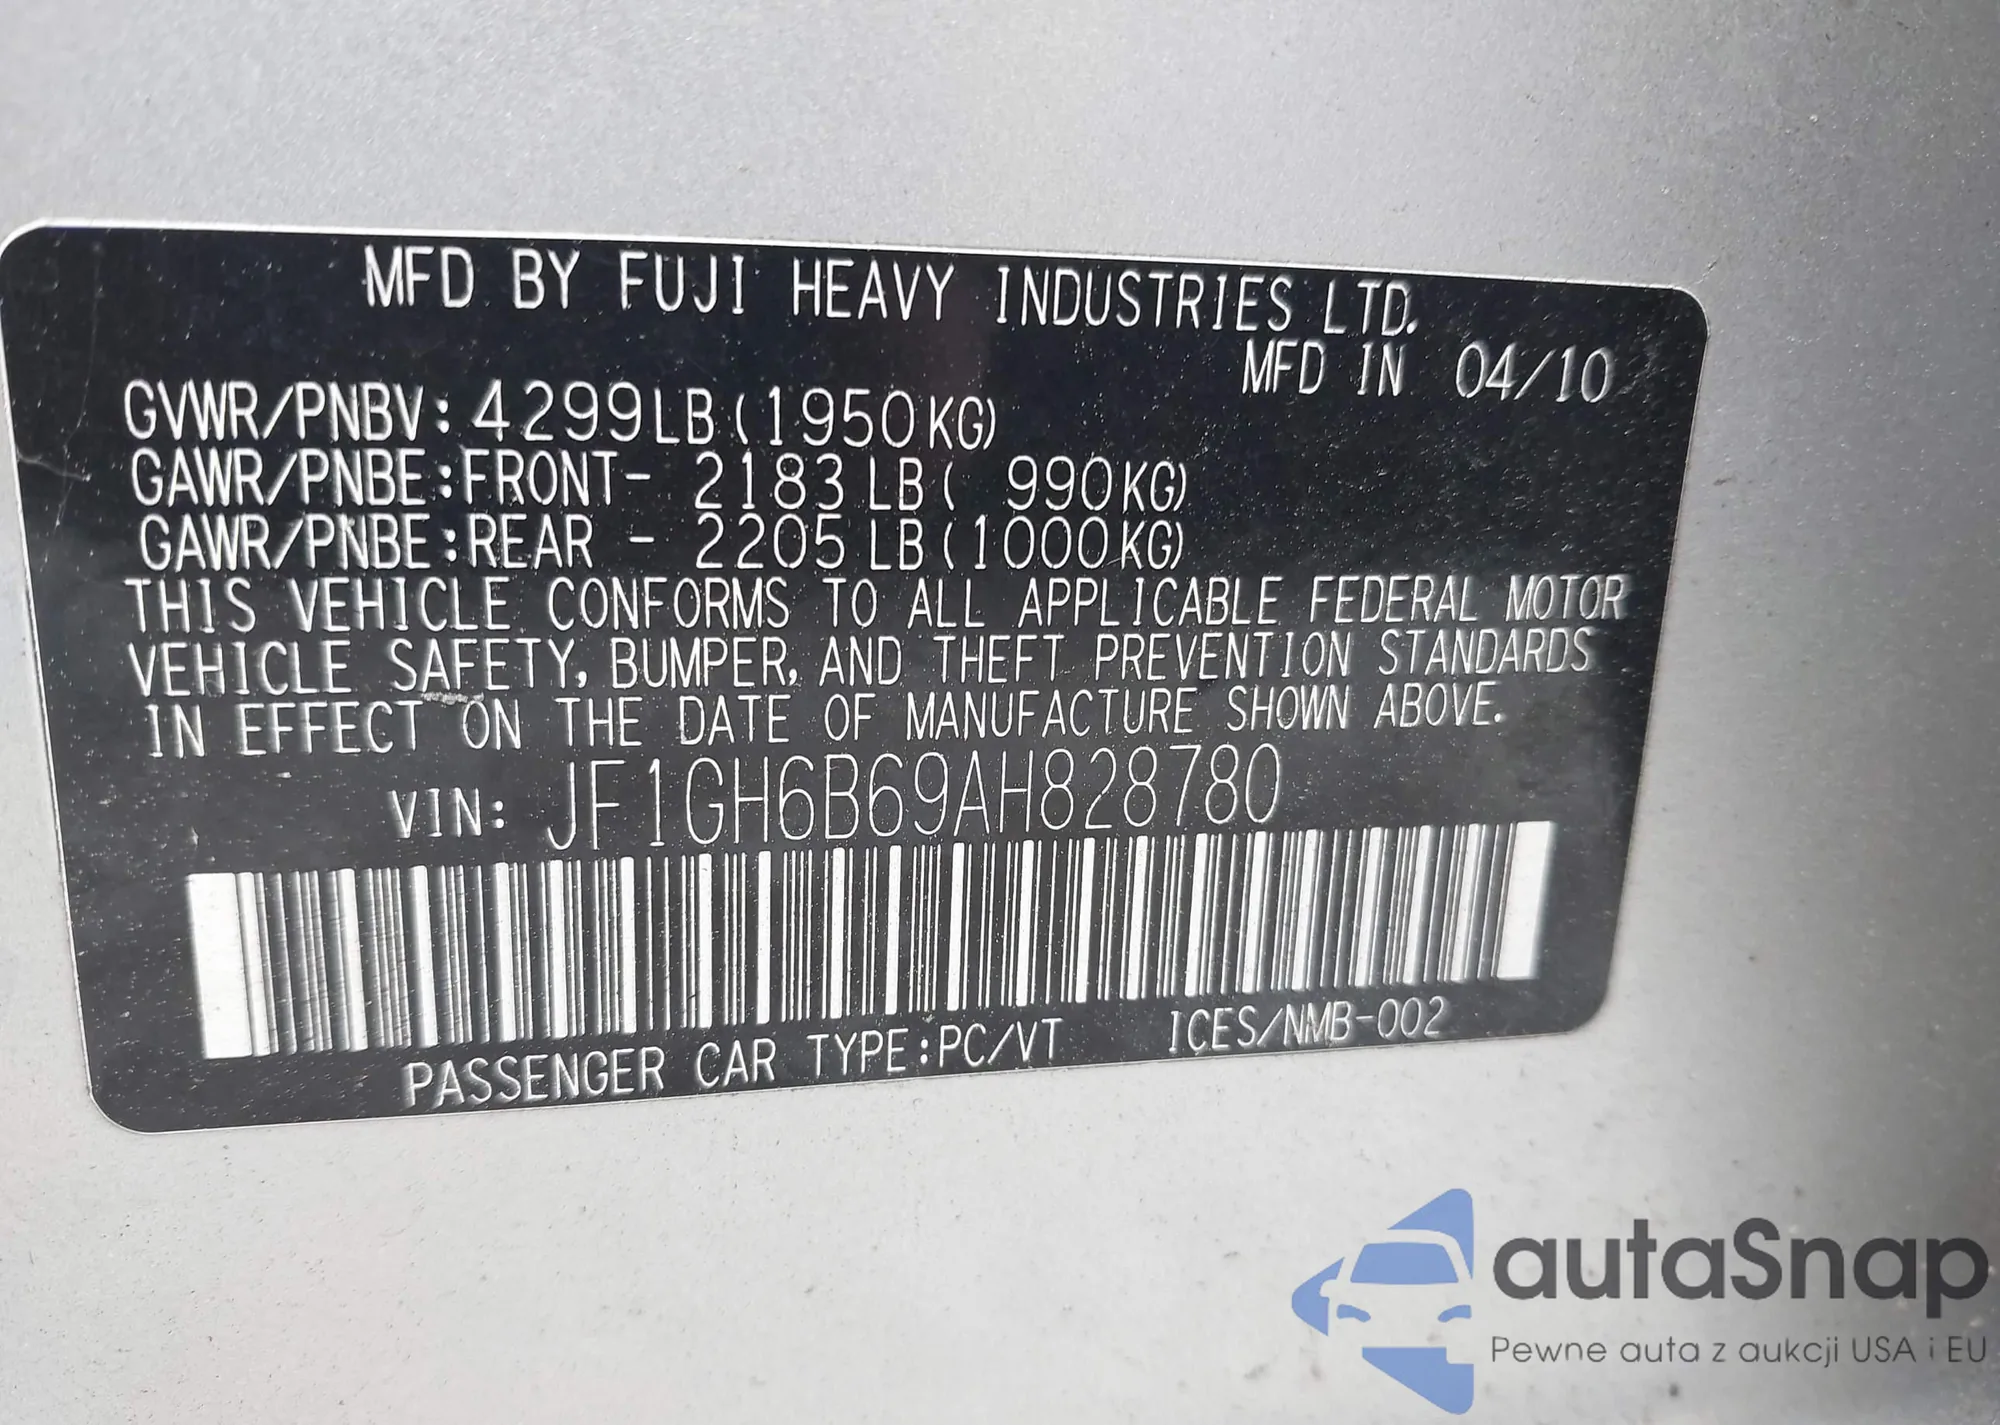 MFD BY FUJI HEAVY INDUSTRIES LTD.
MFD IN 04/10
GVWR/PNBV:4299LB(1950KG)
GAWR/PNBE:FRONT- 2183LB( 990KG)
GAWR/PNBE:REAR - 2205LB(1000KG)
THIS VEHICLE CONFORMS TO ALL APPLICABLE FEDERAL MOTOR
VEHICLE SAFETY, BUMPER, AND THEFT PREVENTION STANDARDS
IN EFFECT ON THE DATE OF MANUFACTURE SHOWN ABOVE.
VIN: JF1GH6B69AH828780
PASSENGER CAR TYPE:PC/VT ICES/NMB-002
autaSnap
Pewne auta z aukcji USA i EU